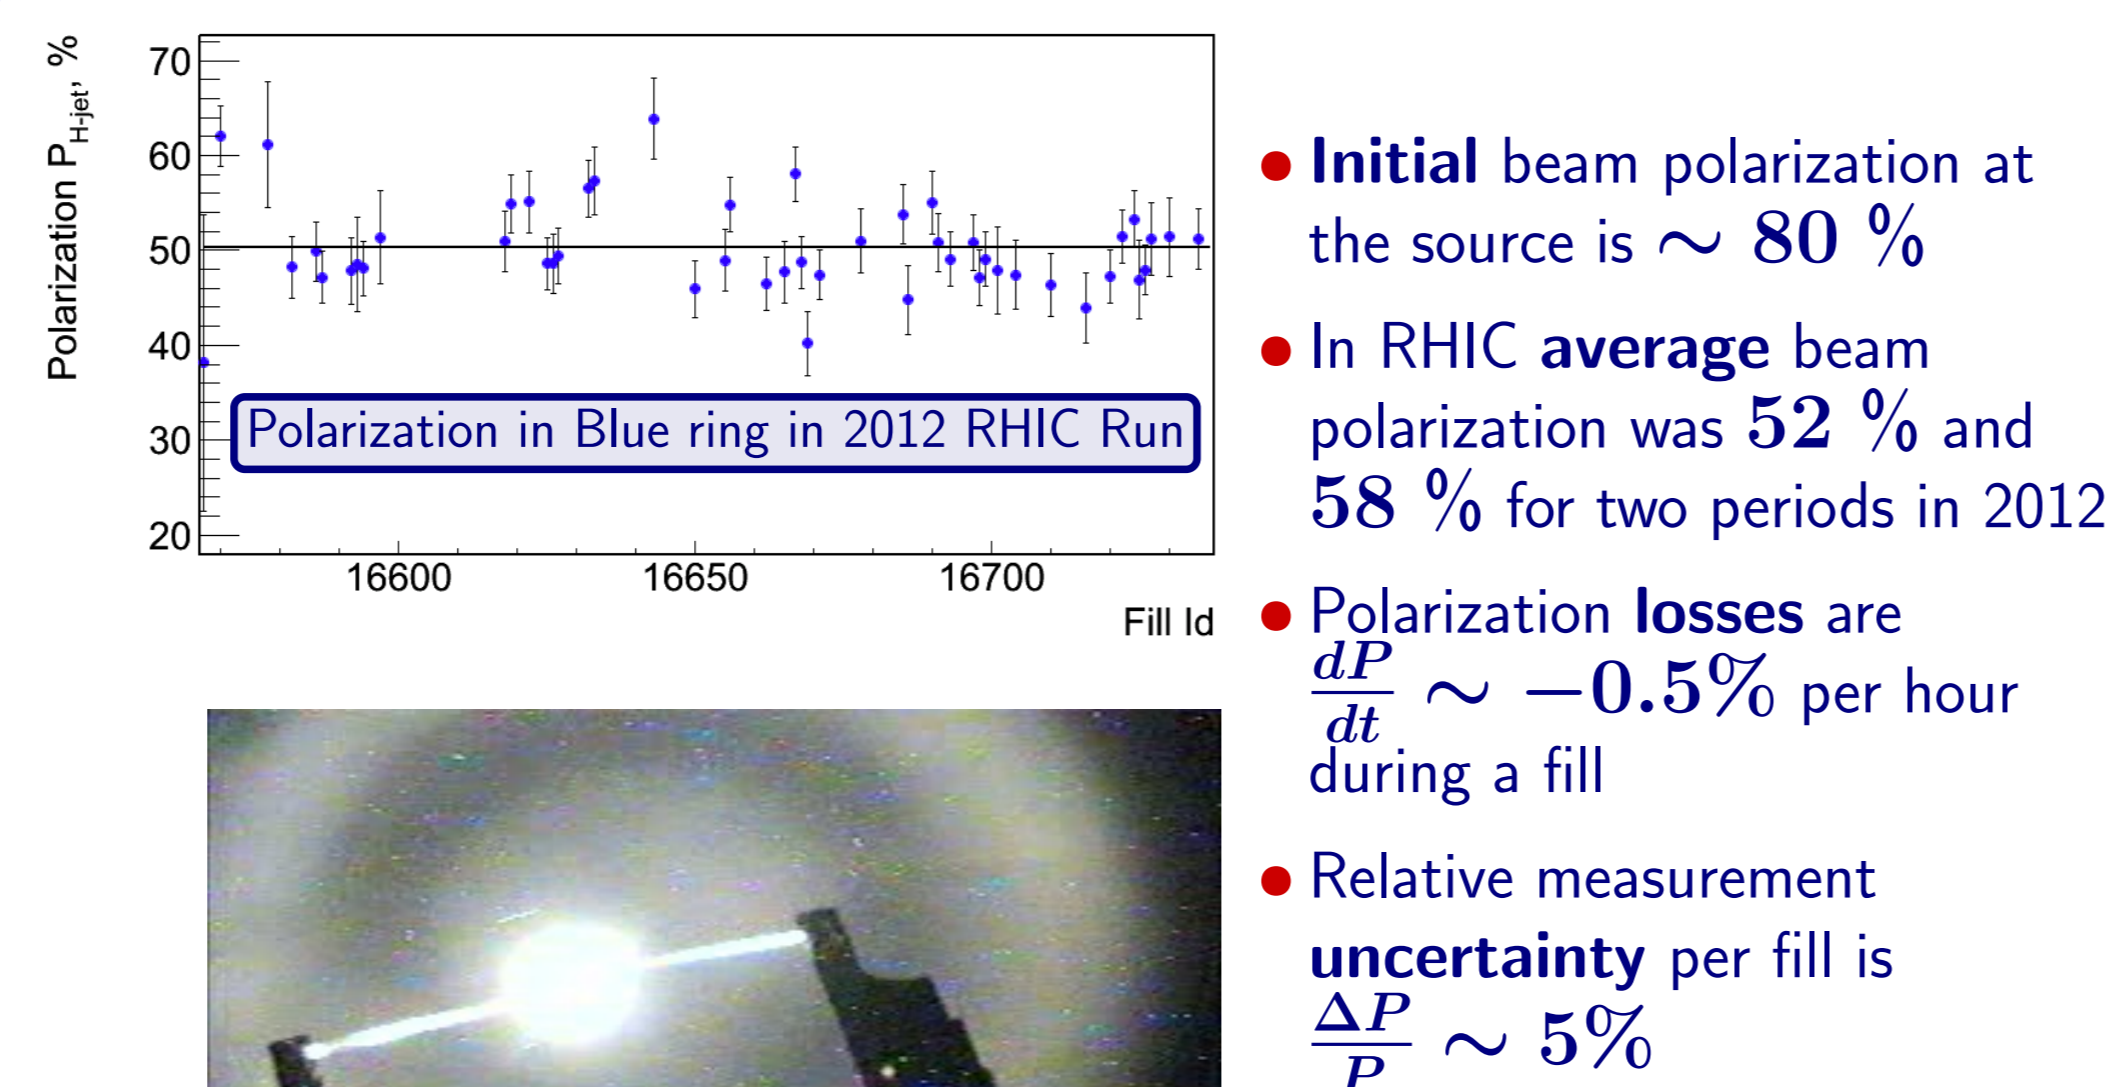 Polarization P_H-jet, %
70
60
50
40
30
20
Polarization in Blue ring in 2012 RHIC Run
16600 16650 16700
Fill Id
● Initial beam polarization at
the source is ∼ 80 %
● In RHIC average beam
polarization was 52 % and
58 % for two periods in 2012
● Polarization losses are
dP/dt ∼ −0.5% per hour
during a fill
● Relative measurement
uncertainty per fill is
ΔP/P ∼ 5%